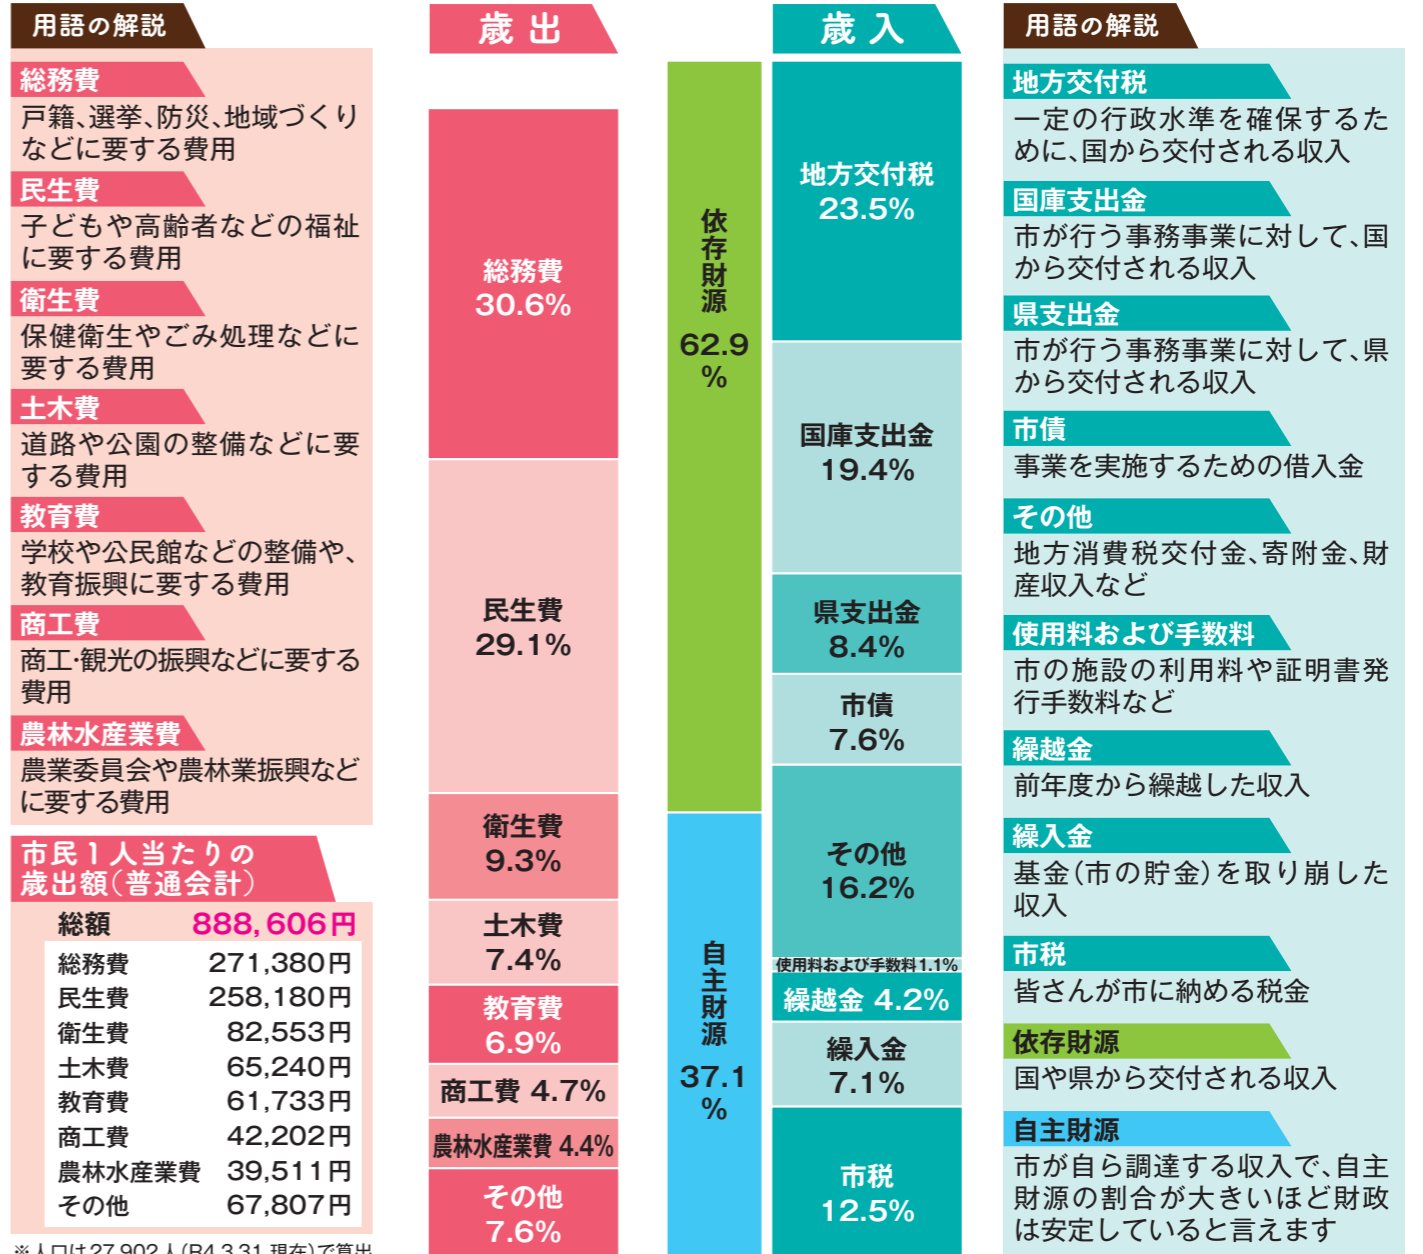 用語の解説
総務費
戸籍、選挙、防災、地域づくり
などに要する費用
民生費
子どもや高齢者などの福祉
に要する費用
衛生費
保健衛生やごみ処理などに
要する費用
土木費
道路や公園の整備などに要
する費用
教育費
学校や公民館などの整備や、
教育振興に要する費用
商工費
商工・観光の振興などに要する
費用
農林水産業費
農業委員会や農林業振興など
に要する費用
市民1人当たりの
歳出額(普通会計)
総額 888,606円
総務費 271,380円
民生費 258,180円
衛生費 82,553円
土木費 65,240円
教育費 61,733円
商工費 42,202円
農林水産業費 39,511円
その他 67,807円
※人口は27,902人(R4.3.31現在)で算出
歳出
総務費
30.6%
民生費
29.1%
衛生費
9.3%
土木費
7.4%
教育費
6.9%
商工費 4.7%
農林水産業費 4.4%
その他
7.6%
依存財源
62.9
%
自主財源
37.1
%
歳入
地方交付税
23.5%
国庫支出金
19.4%
県支出金
8.4%
市債
7.6%
その他
16.2%
使用料および手数料1.1%
繰越金 4.2%
繰入金
7.1%
市税
12.5%
用語の解説
地方交付税
一定の行政水準を確保するた
めに、国から交付される収入
国庫支出金
市が行う事務事業に対して、国
から交付される収入
県支出金
市が行う事務事業に対して、県
から交付される収入
市債
事業を実施するための借入金
その他
地方消費税交付金、寄附金、財
産収入など
使用料および手数料
市の施設の利用料や証明書発
行手数料など
繰越金
前年度から繰越した収入
繰入金
基金(市の貯金)を取り崩した
収入
市税
皆さんが市に納める税金
依存財源
国や県から交付される収入
自主財源
市が自ら調達する収入で、自主
財源の割合が大きいほど財政
は安定していると言えます